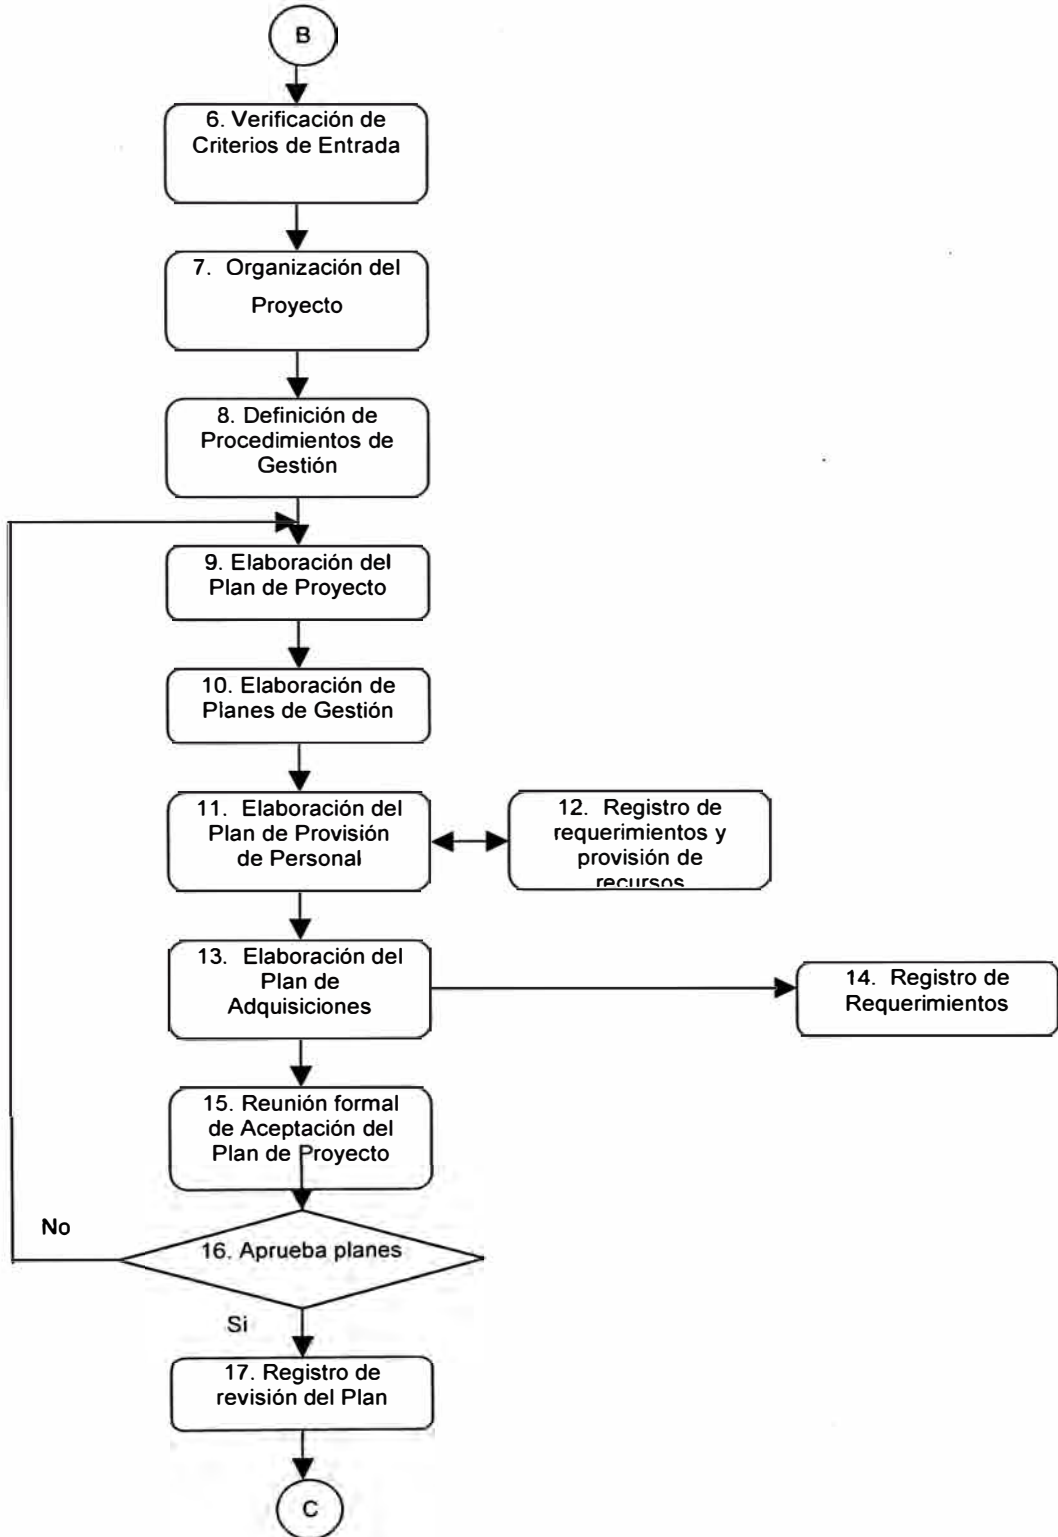 B
6. Verificación de
Criterios de Entrada
7. Organización del
Proyecto
8. Definición de
Procedimientos de
Gestión
9. Elaboración del
Plan de Proyecto
10. Elaboración de
Planes de Gestión
11. Elaboración del
Plan de Provisión
de Personal
12. Registro de
requerimientos y
provisión de
recursos
13. Elaboración del
Plan de
Adquisiciones
14. Registro de
Requerimientos
15. Reunión formal
de Aceptación del
Plan de Proyecto
No
16. Aprueba planes
Si
17. Registro de
revisión del Plan
C